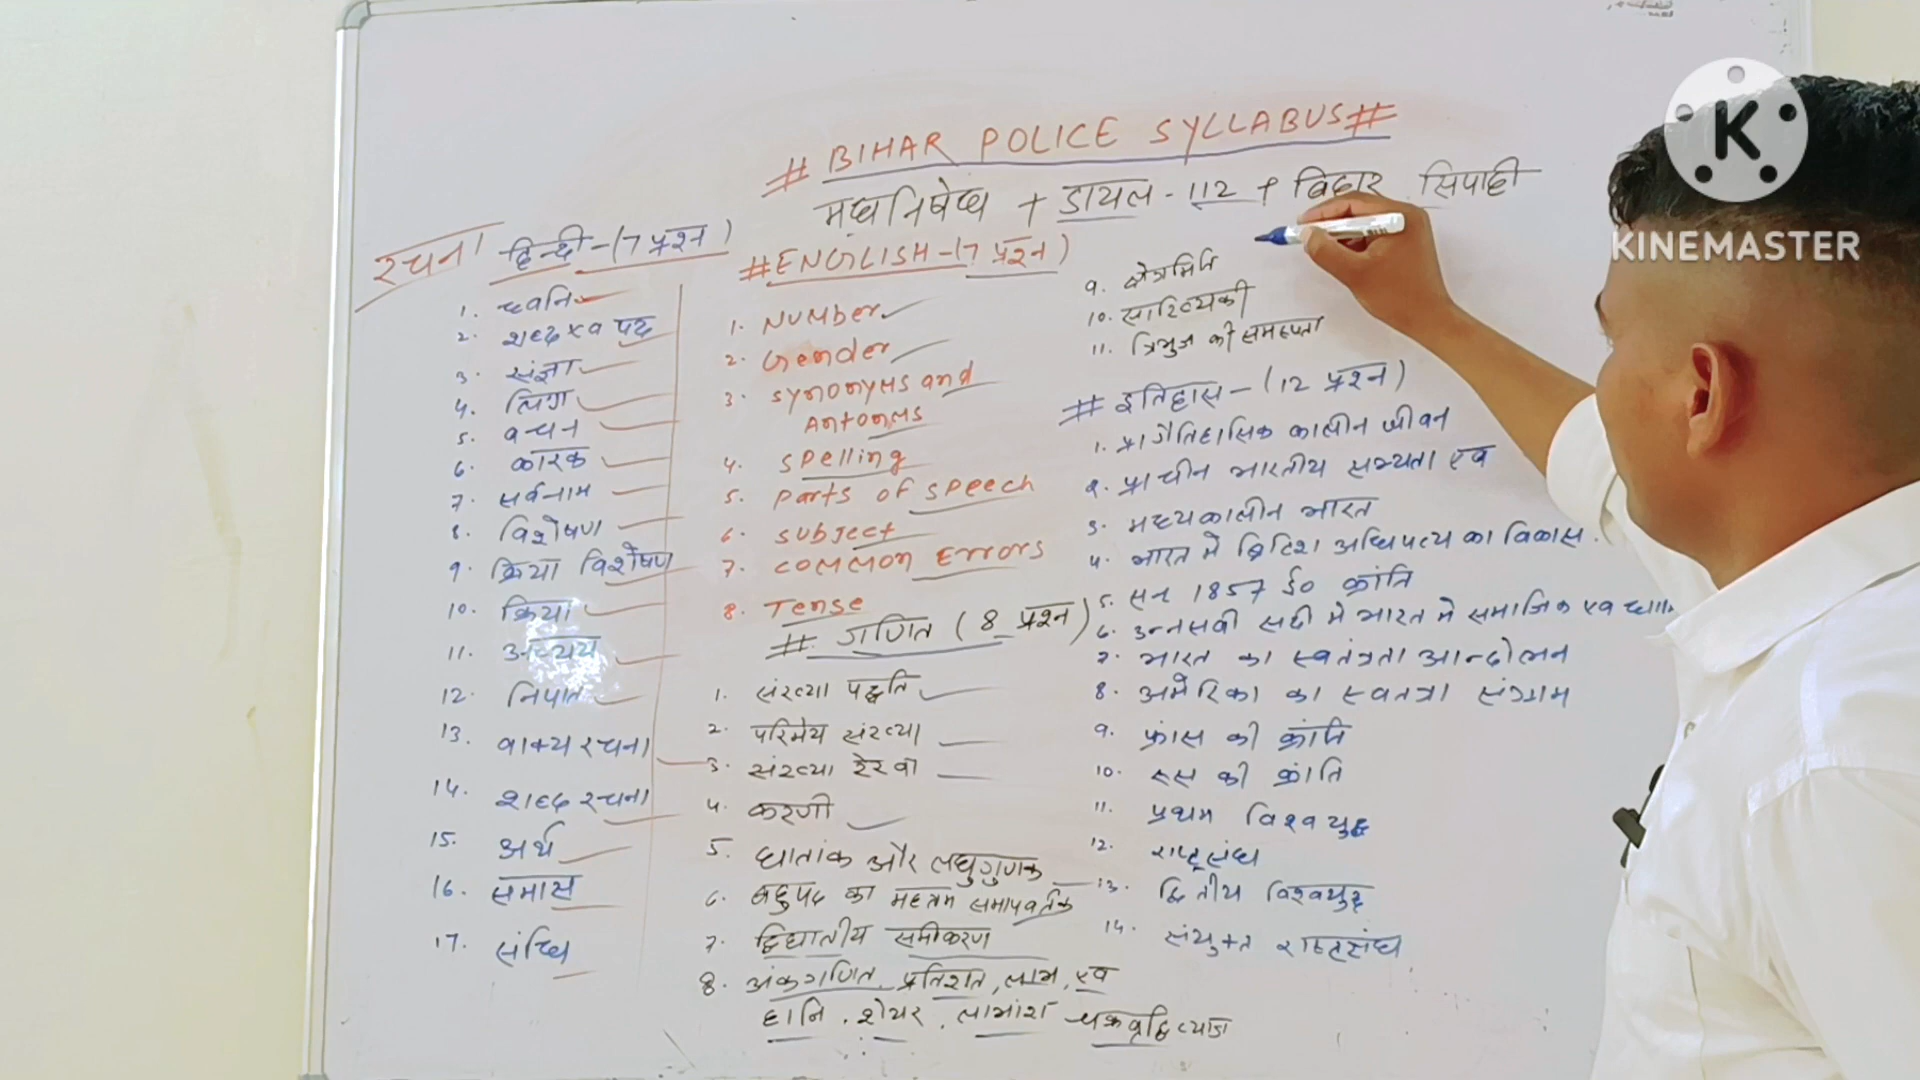 # BIHAR POLICE SYLLABUS #
मद्यनिषेध + डायल - 112 + बिहार सिपाही
रचना
हिन्दी - (7 प्रश्न)
1. ध्वनि
2. शब्द एवं पद
3. संज्ञा
4. लिंग
5. वचन
6. कारक
7. सर्वनाम
8. विशेषण
9. क्रिया विशेषण
10. क्रिया
11. अव्यय
12. निपात
13. वाक्य रचना
14. शब्द रचना
15. अर्थ
16. समास
17. संधि
# ENGLISH - (7 प्रश्न)
1. Number
2. Gender
3. Synonyms and
Antonms
4. Spelling
5. Parts of speech
6. subject
7. common Errors
8. Tense
# गणित (8 प्रश्न)
1. संख्या पद्धति
2. परिमेय संख्या
3. संख्या रेखा
4. करणी
5. घातांक और लघुगुणक
6. बहुपद का महत्तम समापवर्तक
7. द्विघातीय समीकरण
8. अंकगणित, प्रतिशत, लाभ, एवं
हानि, शेयर, लाभांश चक्रवृद्धि ब्याज
9. क्षेत्रमिति
10. सांख्यिकी
11. त्रिभुज की समरूपता
# इतिहास - (12 प्रश्न)
1. प्रागैतिहासिक कालीन जीवन
2. प्राचीन भारतीय सभ्यता एवं
3. मध्यकालीन भारत
4. भारत में ब्रिटिश अधिपत्य का विकास.
5. सन 1857 ई० क्रांति
6. उन्नसवी सदी में भारत में समाजिक एवं
7. भारत का स्वतंत्रता आन्दोलन
8. अमेरिका का स्वतत्रा संग्राम
9. फ्रांस की क्रांति
10. रूस की क्रांति
11. प्रथम विश्वयुद्ध
12. राष्ट्रसंघ
13. द्वितीय विश्वयुद्ध
14. संयुक्त राष्ट्रसंघ
K
KINEMASTER